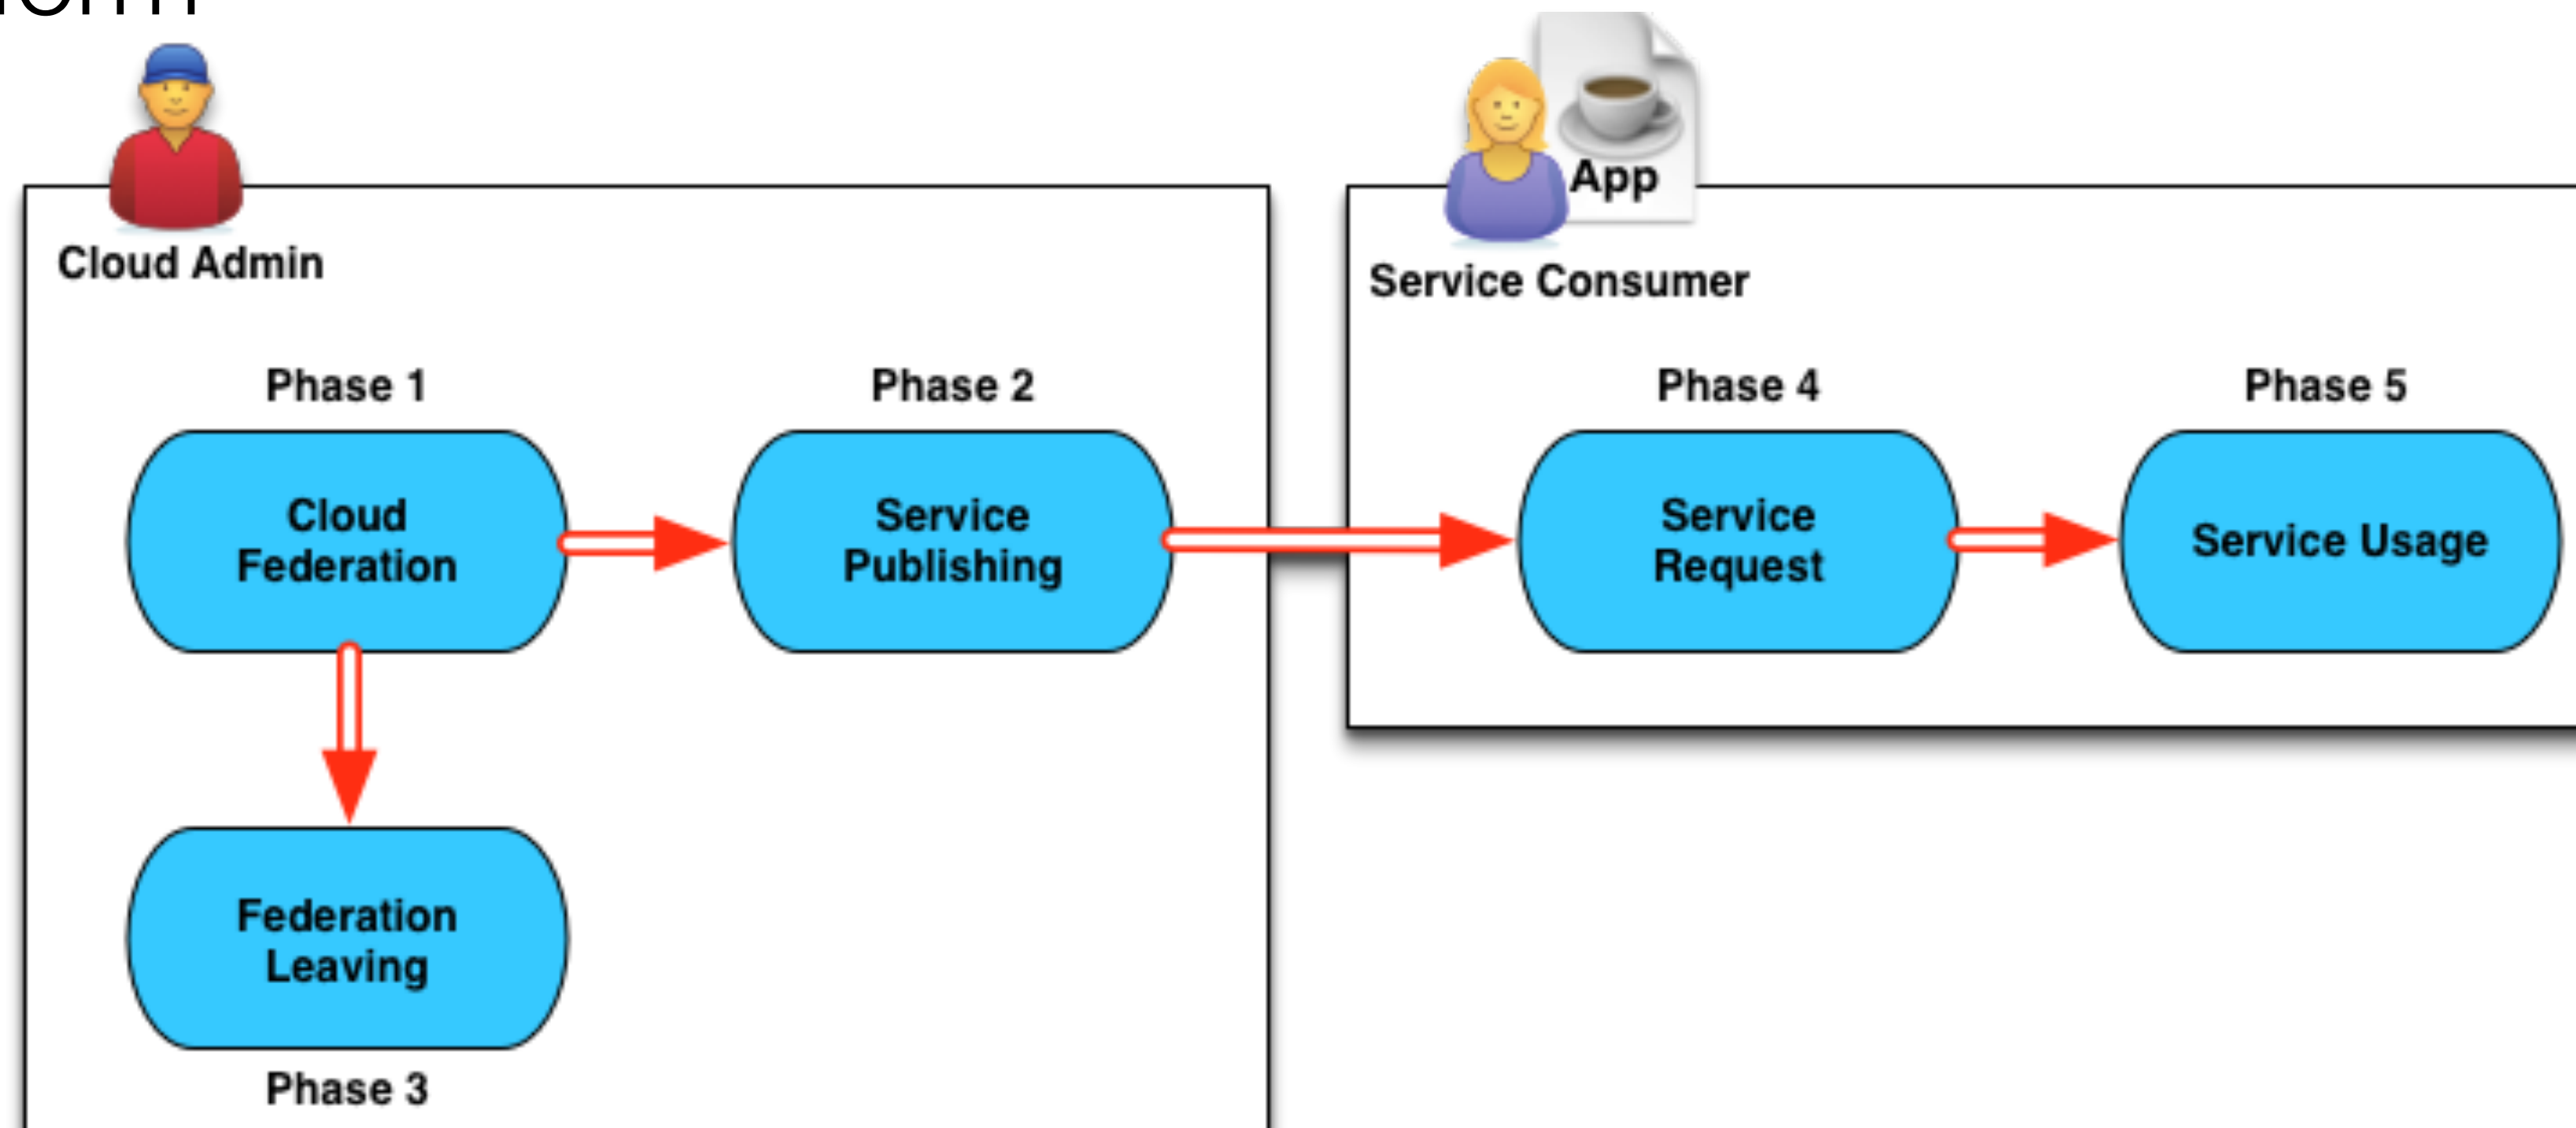 App
Cloud Admin
Service Consumer
Phase 1
Phase 2
Phase 4
Phase 5
Cloud
Federation
Service
Publishing
Service
Request
Service Usage
Federation
Leaving
Phase 3